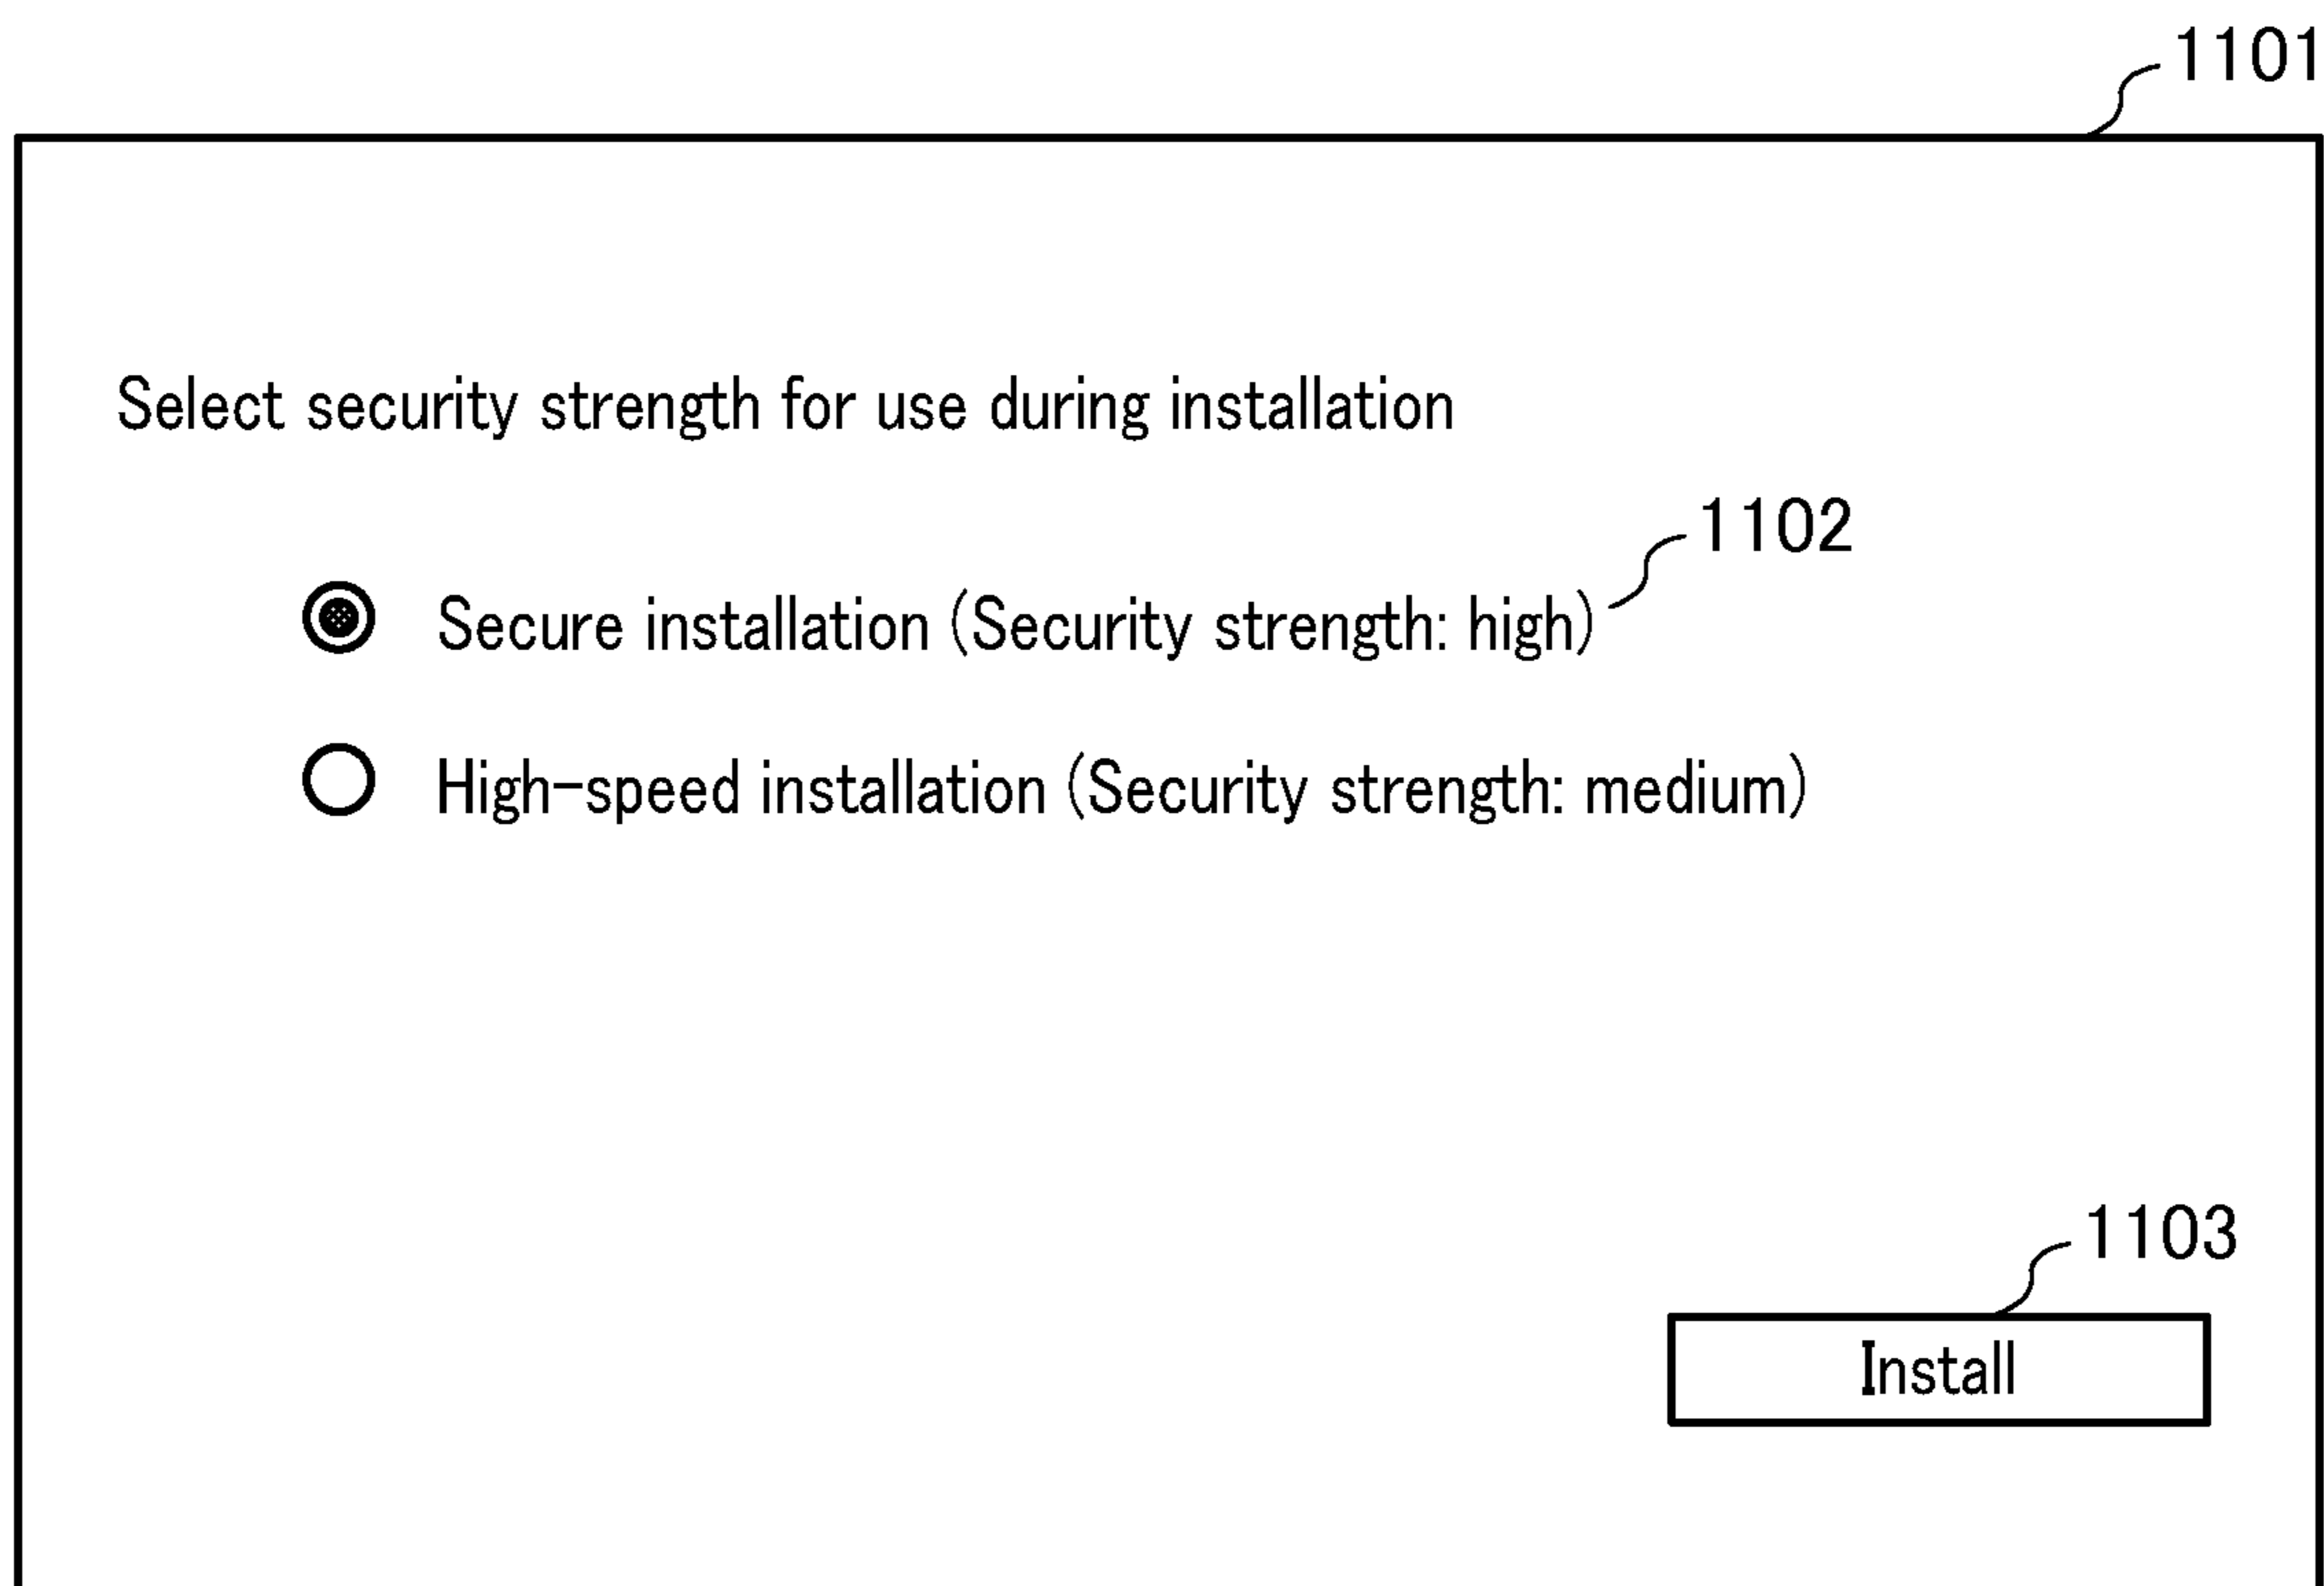 1101
Select security strength for use during installation
1102
Secure installation (Security strength: high)
High-speed installation (Security strength: medium)
1103
Install